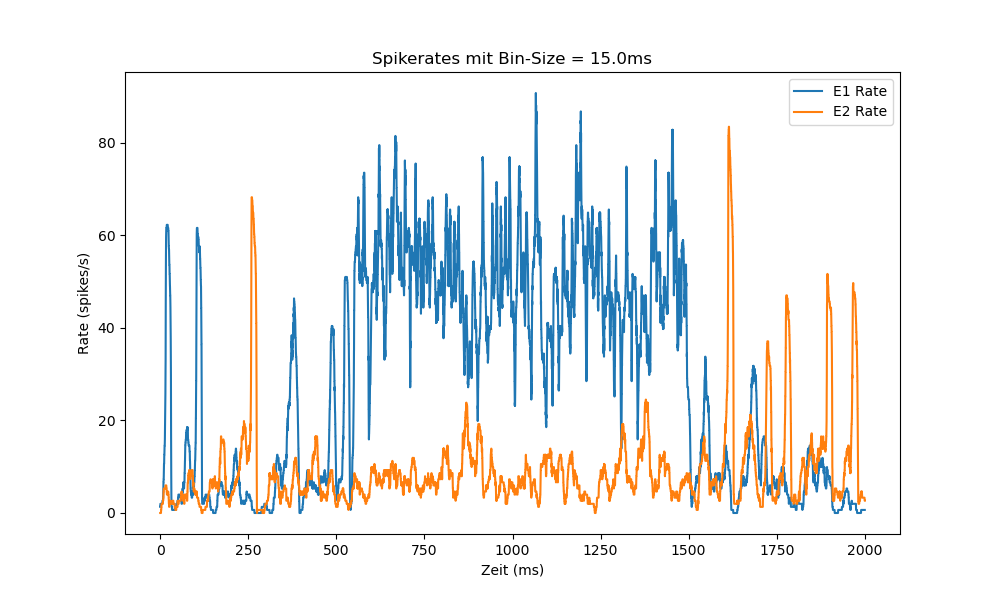 Spikerates mit Bin-Size = 15.0ms
E1 Rate
E2 Rate
80
60
40
20
0
Rate (spikes/s)
0 250 500 750 1000 1250 1500 1750 2000
Zeit (ms)